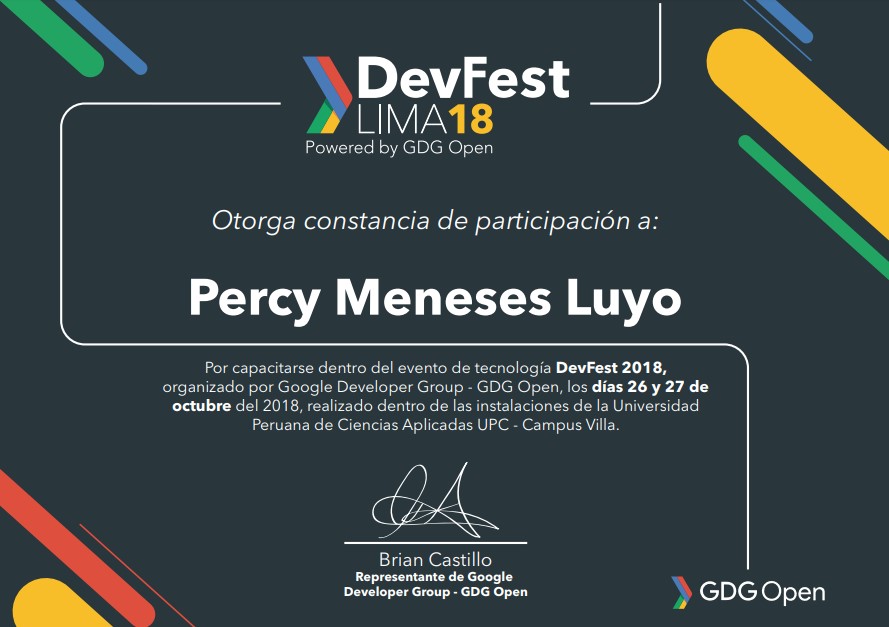 DevFest
LIMA18
Powered by GDG Open
Otorga constancia de participación a:
Percy Meneses Luyo
Por capacitarse dentro del evento de tecnología DevFest 2018,
organizado por Google Developer Group - GDG Open, los días 26 y 27 de
octubre del 2018, realizado dentro de las instalaciones de la Universidad
Peruana de Ciencias Aplicadas UPC - Campus Villa.
Brian Castillo
Representante de Google
Developer Group - GDG Open
GDG Open